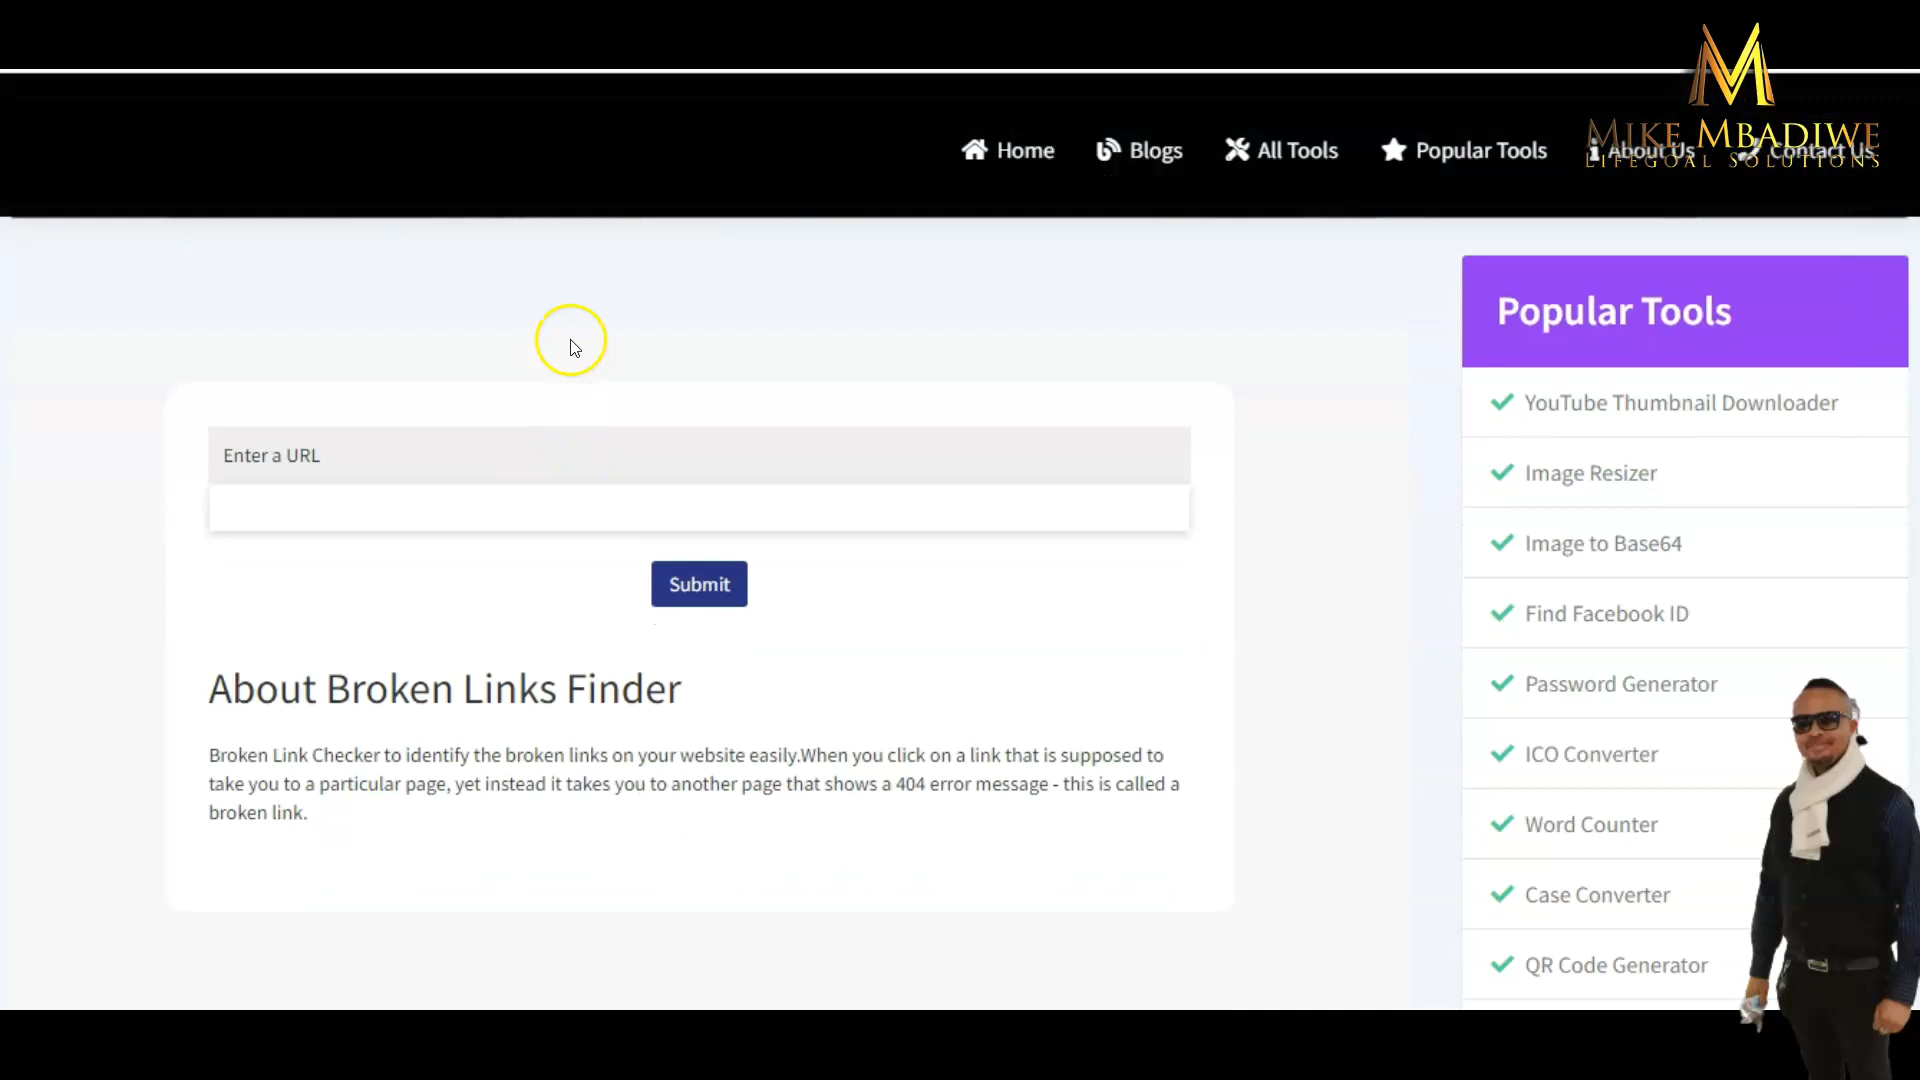 MIKE MBADIWE
LIFEGOAL SOLUTIONS
Home
Blogs
All Tools
Popular Tools
About Us
Contact Us
Popular Tools
YouTube Thumbnail Downloader
Image Resizer
Image to Base64
Find Facebook ID
Password Generator
ICO Converter
Word Counter
Case Converter
QR Code Generator
Enter a URL
Submit
About Broken Links Finder
Broken Link Checker to identify the broken links on your website easily.When you click on a link that is supposed to
take you to a particular page, yet instead it takes you to another page that shows a 404 error message - this is called a
broken link.